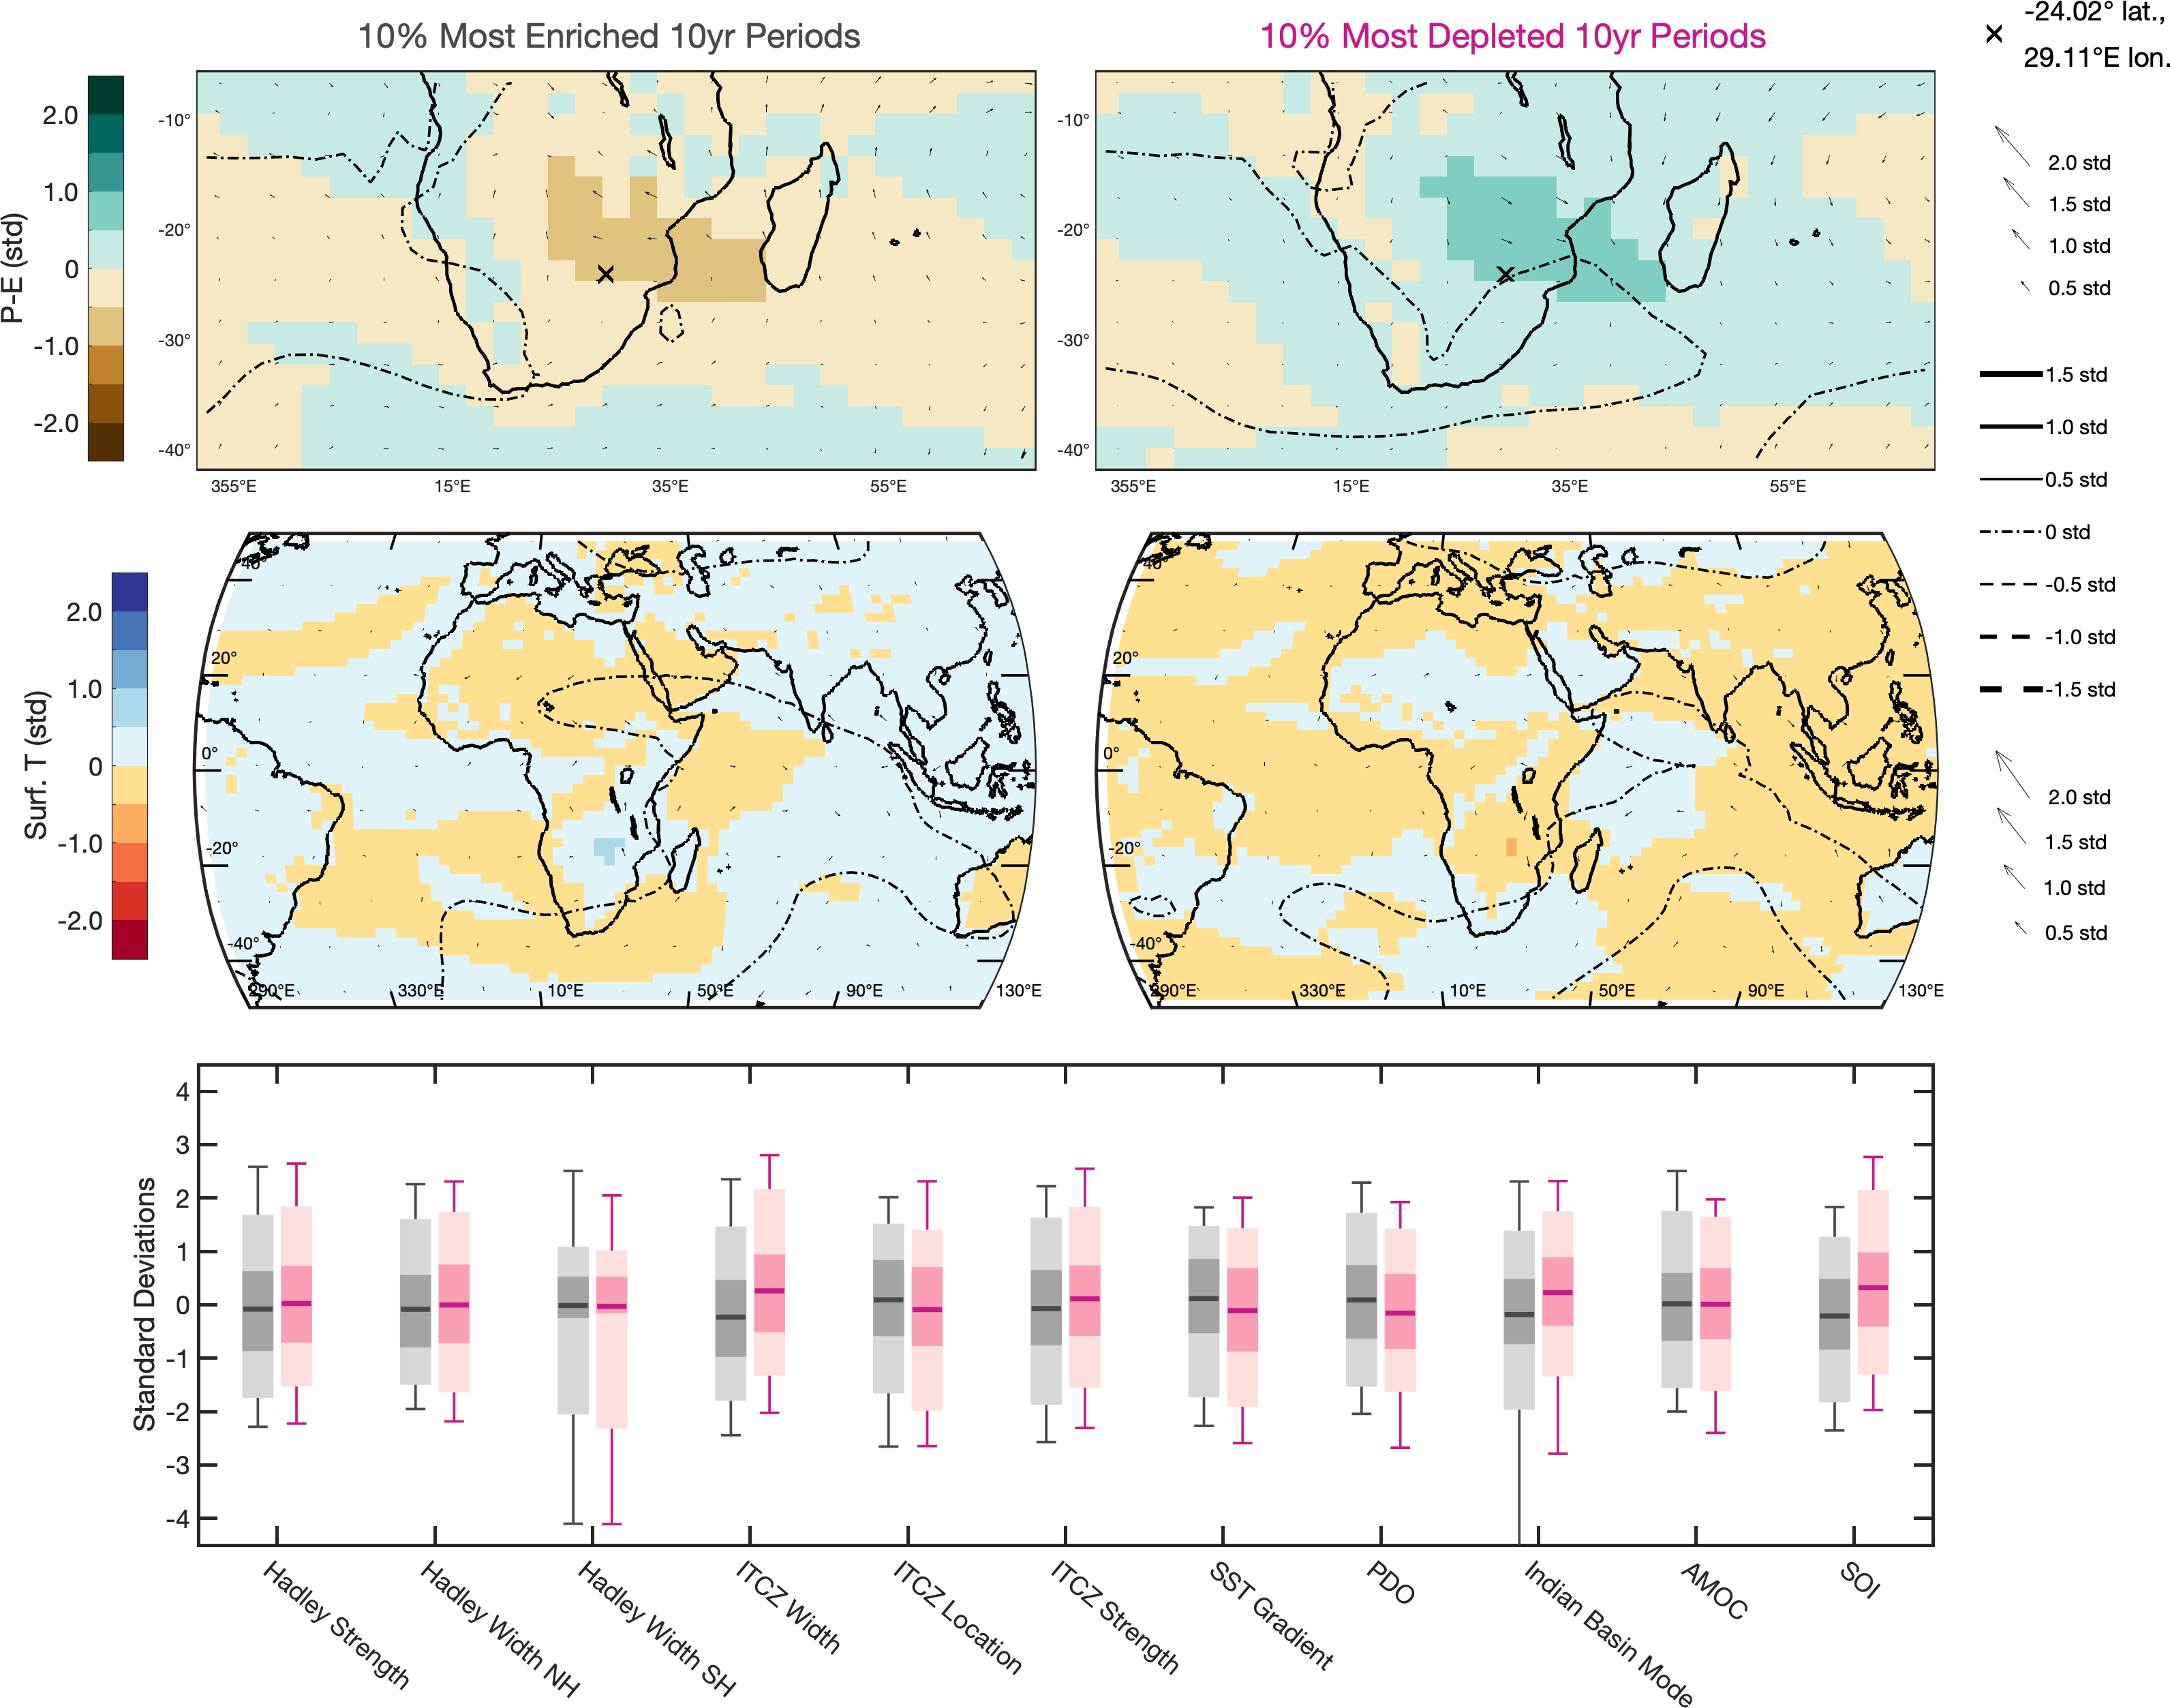 10% Most Enriched 10yr Periods
10% Most Depleted 10yr Periods
-24.02° lat.,
29.11°E lon.
P-E (std)
2.0
1.0
0
-1.0
-2.0
-10°
-20°
-30°
-40°
355°E 15°E 35°E 55°E
-10°
-20°
-30°
-40°
355°E 15°E 35°E 55°E
2.0 std
1.5 std
1.0 std
0.5 std
1.5 std
1.0 std
0.5 std
0 std
-0.5 std
-1.0 std
-1.5 std
Surf. T (std)
2.0
1.0
0
-1.0
-2.0
40°
20°
0°
-20°
-40°
290°E 330°E 10°E 50°E 90°E 130°E
40°
20°
0°
-20°
-40°
290°E 330°E 10°E 50°E 90°E 130°E
2.0 std
1.5 std
1.0 std
0.5 std
Standard Deviations
4
3
2
1
0
-1
-2
-3
-4
Hadley Strength
Hadley Width NH
Hadley Width SH
ITCZ Width
ITCZ Location
ITCZ Strength
SST Gradient
PDO
Indian Basin Mode
AMOC
SOI